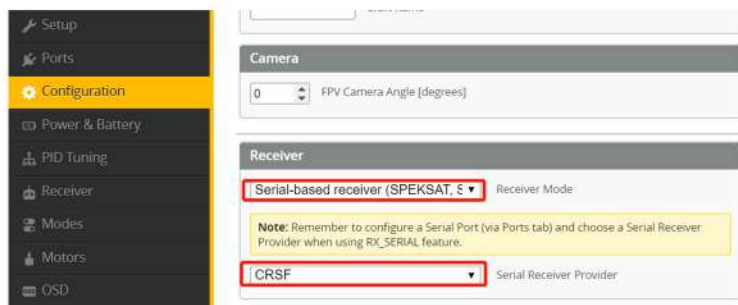 Setup
Ports
Configuration
Power & Battery
PID Tuning
Receiver
Modes
Motors
OSD
Camera
0 FPV Camera Angle [degrees]
Receiver
Serial-based receiver (SPEKSAT, S Receiver Mode
Note: Remember to configure a Serial Port (via Ports tab) and choose a Serial Receiver
Provider when using RX_SERIAL feature.
CRSF Serial Receiver Provider